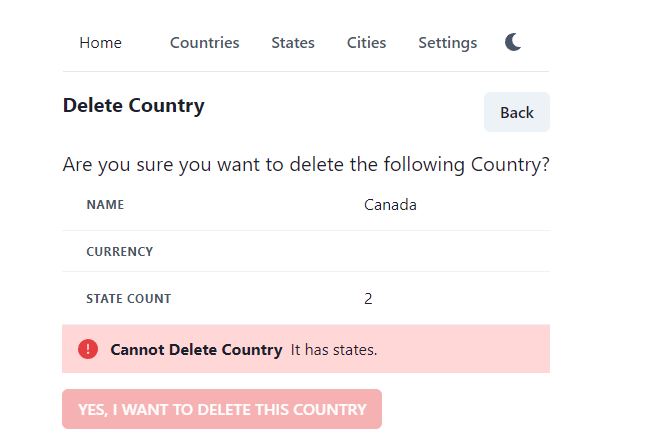 Home Countries States Cities Settings
Delete Country
Back
Are you sure you want to delete the following Country?
NAME Canada
CURRENCY
STATE COUNT 2
Cannot Delete Country It has states.
YES, I WANT TO DELETE THIS COUNTRY